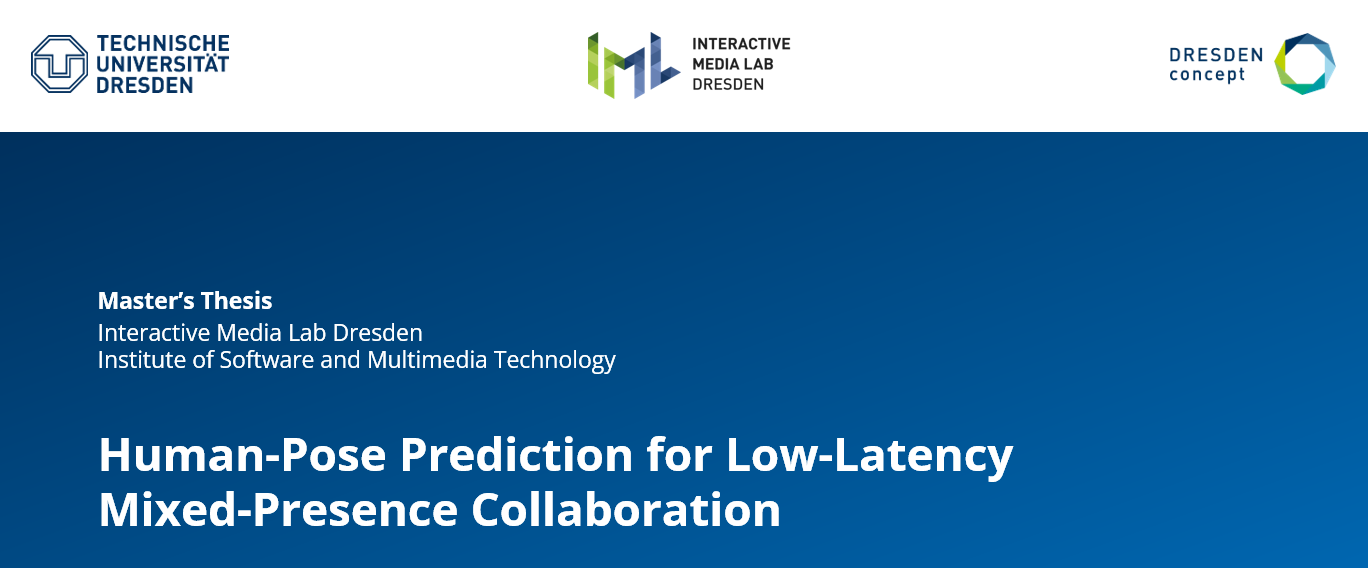 TECHNISCHE
UNIVERSITÄT
DRESDEN
INTERACTIVE
MEDIA LAB
DRESDEN
DRESDEN
concept
Master’s Thesis
Interactive Media Lab Dresden
Institute of Software and Multimedia Technology
Human-Pose Prediction for Low-Latency
Mixed-Presence Collaboration